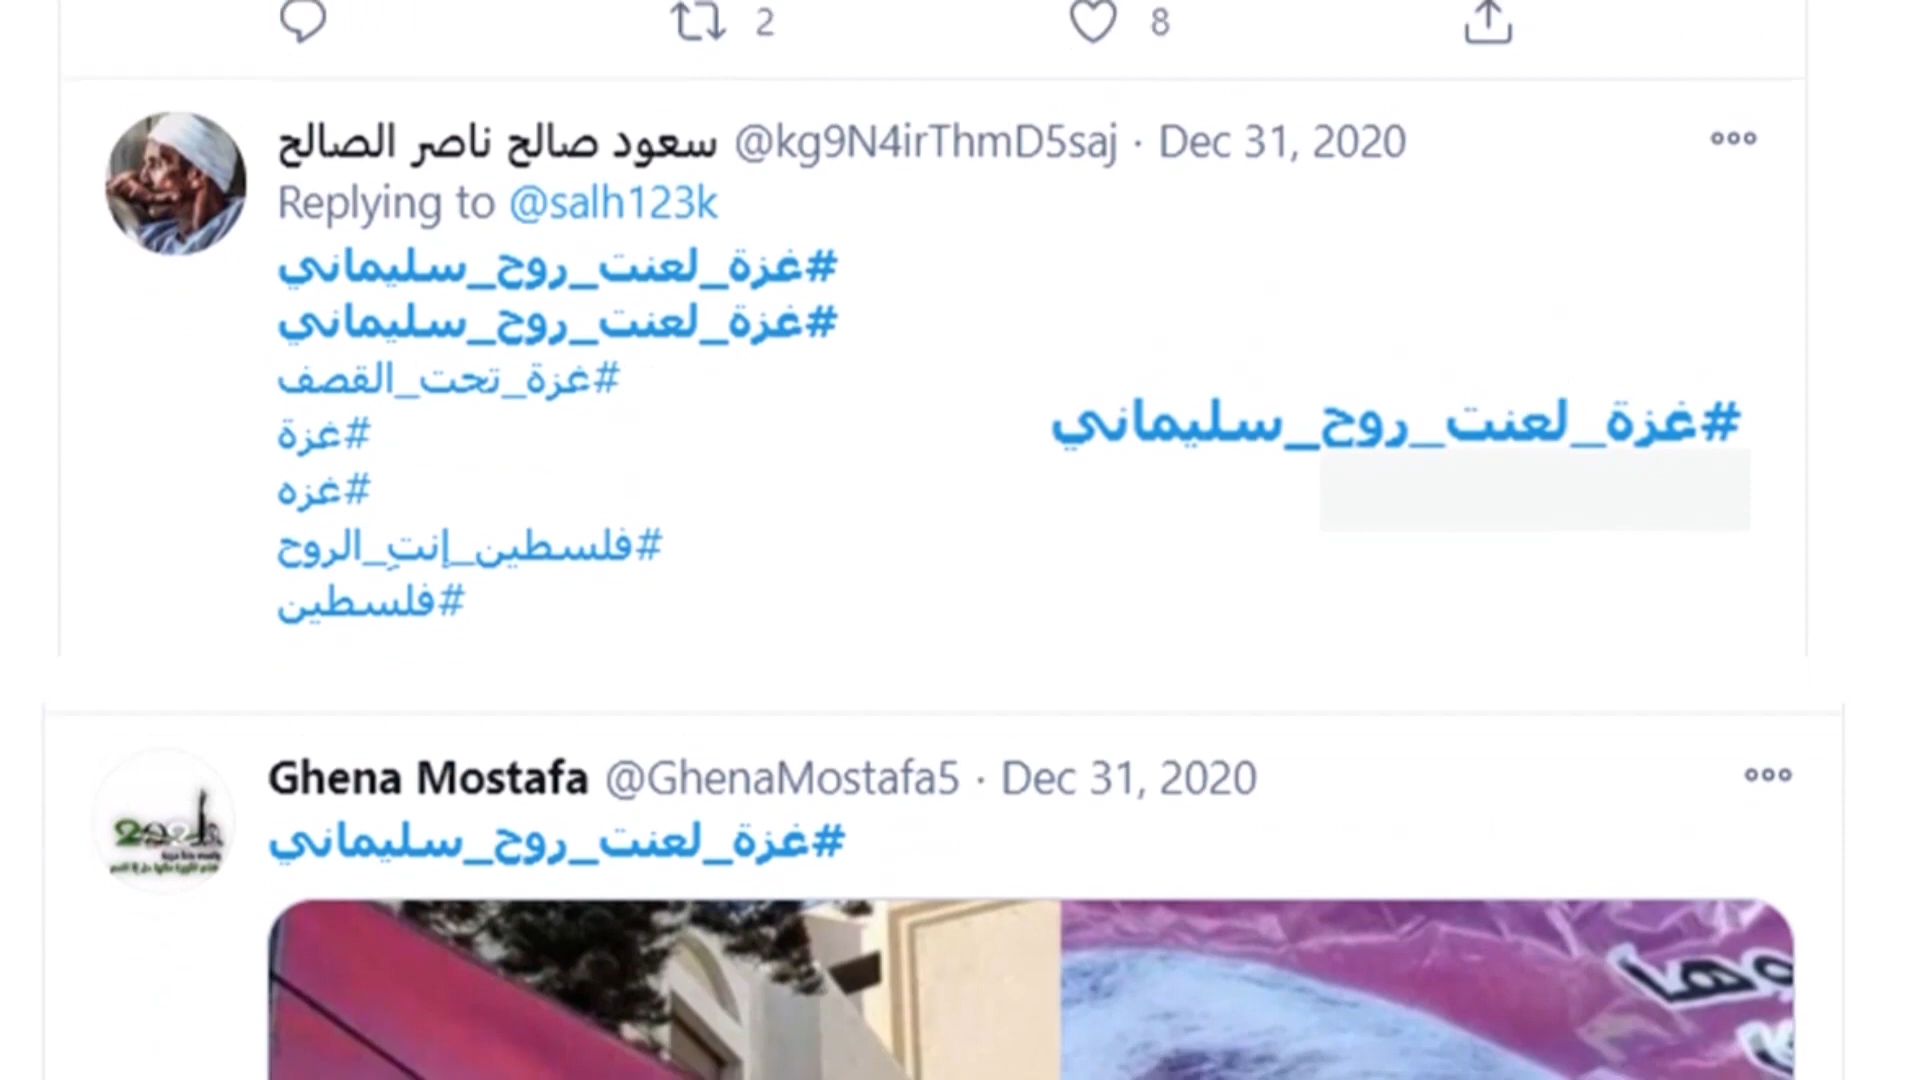 2 8
سعود صالح ناصر الصالح @kg9N4irThmD5saj · Dec 31, 2020
Replying to @salh123k
#غزة_لعنت_روح_سليماني
#غزة_لعنت_روح_سليماني
#غزة_تحت_القصف
#غزة_لعنت_روح_سليماني
#غزة
#غزه
#فلسطين_إنتِ_الروح
#فلسطين
Ghena Mostafa @GhenaMostafa5 · Dec 31, 2020
#غزة_لعنت_روح_سليماني